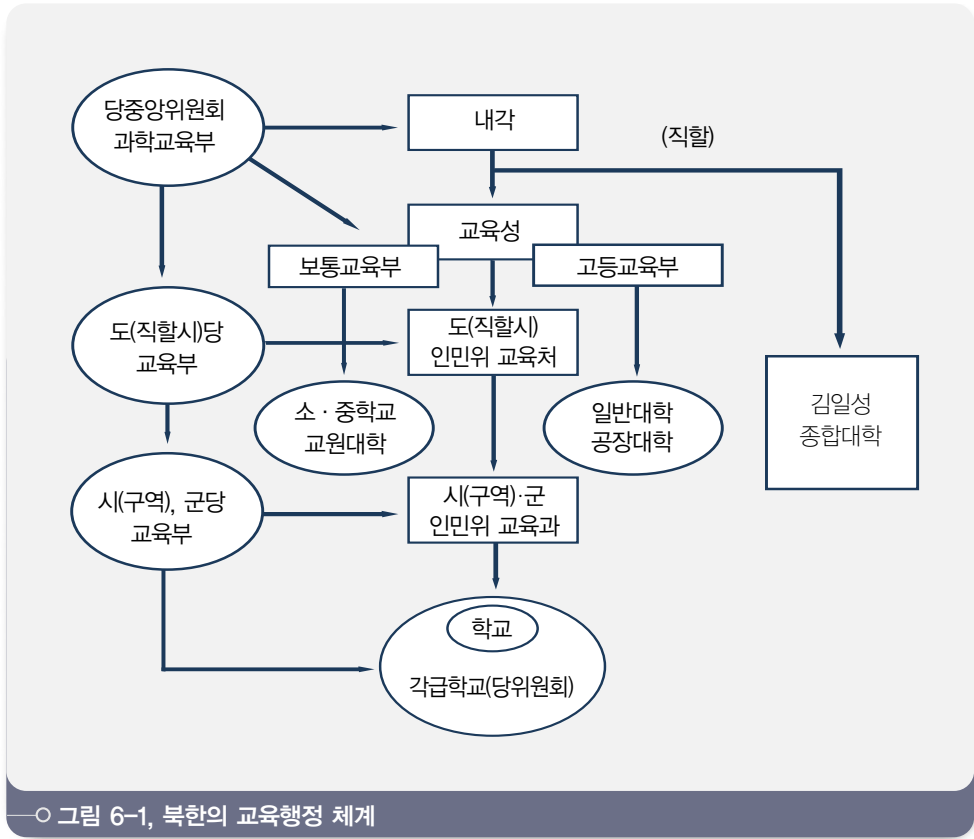 당중앙위원회
과학교육부
내각
(직할)
교육성
보통교육부
고등교육부
도(직할시)당
교육부
도(직할시)
인민위 교육처
소 · 중학교
교원대학
일반대학
공장대학
김일성
종합대학
시(구역), 군당
교육부
시(구역)·군
인민위 교육과
학교
각급학교(당위원회)
그림 6-1, 북한의 교육행정 체계